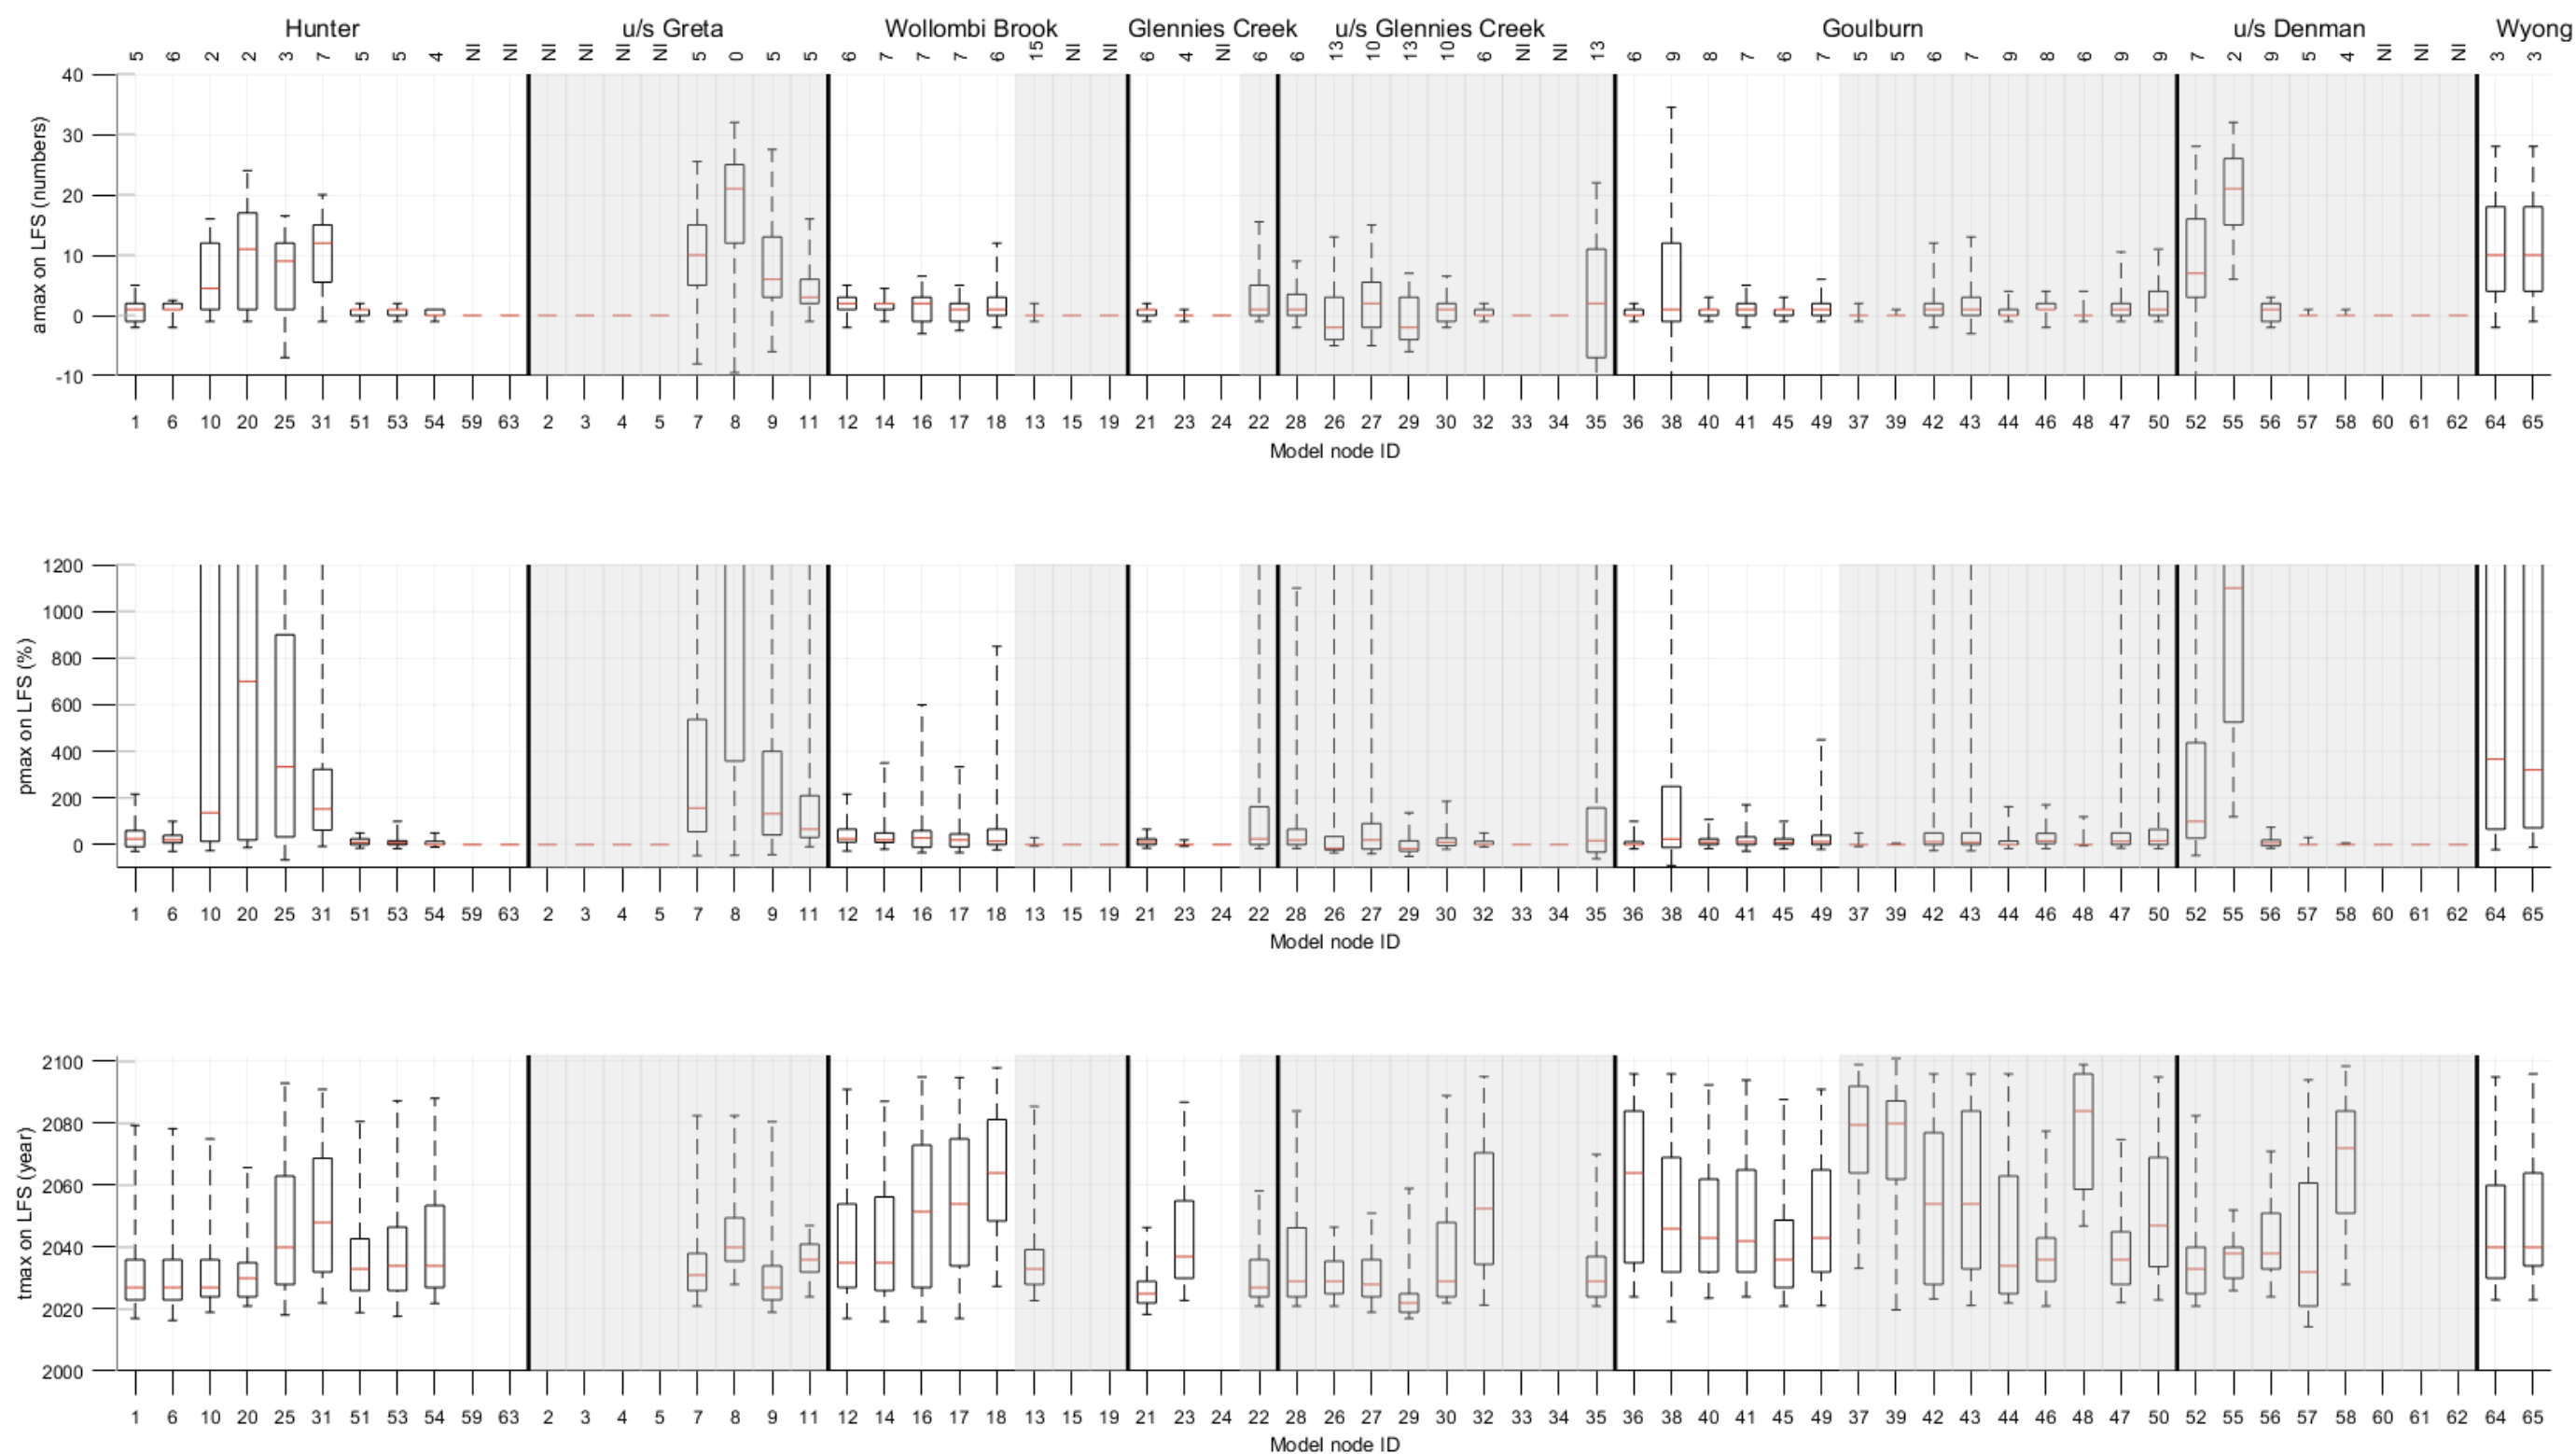 Hunter u/s Greta Wollombi Brook Glennies Creek u/s Glennies Creek Goulburn u/s Denman Wyong
5 6 2 2 3 7 5 5 4 NI NI NI NI NI NI 5 0 5 5 6 7 7 7 6 15 NI NI 6 4 NI 6 6 13 10 13 10 6 NI NI 13 6 9 8 7 6 7 5 5 6 7 9 8 6 9 9 7 2 9 5 4 NI NI NI 3 3
amax on LFS (numbers)
40
30
20
10
0
-10
1 6 10 20 25 31 51 53 54 59 63 2 3 4 5 7 8 9 11 12 14 16 17 18 13 15 19 21 23 24 22 28 26 27 29 30 32 33 34 35 36 38 40 41 45 49 37 39 42 43 44 46 48 47 50 52 55 56 57 58 60 61 62 64 65
Model node ID
pmax on LFS (%)
1200
1000
800
600
400
200
0
1 6 10 20 25 31 51 53 54 59 63 2 3 4 5 7 8 9 11 12 14 16 17 18 13 15 19 21 23 24 22 28 26 27 29 30 32 33 34 35 36 38 40 41 45 49 37 39 42 43 44 46 48 47 50 52 55 56 57 58 60 61 62 64 65
Model node ID
tmax on LFS (year)
2100
2080
2060
2040
2020
2000
1 6 10 20 25 31 51 53 54 59 63 2 3 4 5 7 8 9 11 12 14 16 17 18 13 15 19 21 23 24 22 28 26 27 29 30 32 33 34 35 36 38 40 41 45 49 37 39 42 43 44 46 48 47 50 52 55 56 57 58 60 61 62 64 65
Model node ID